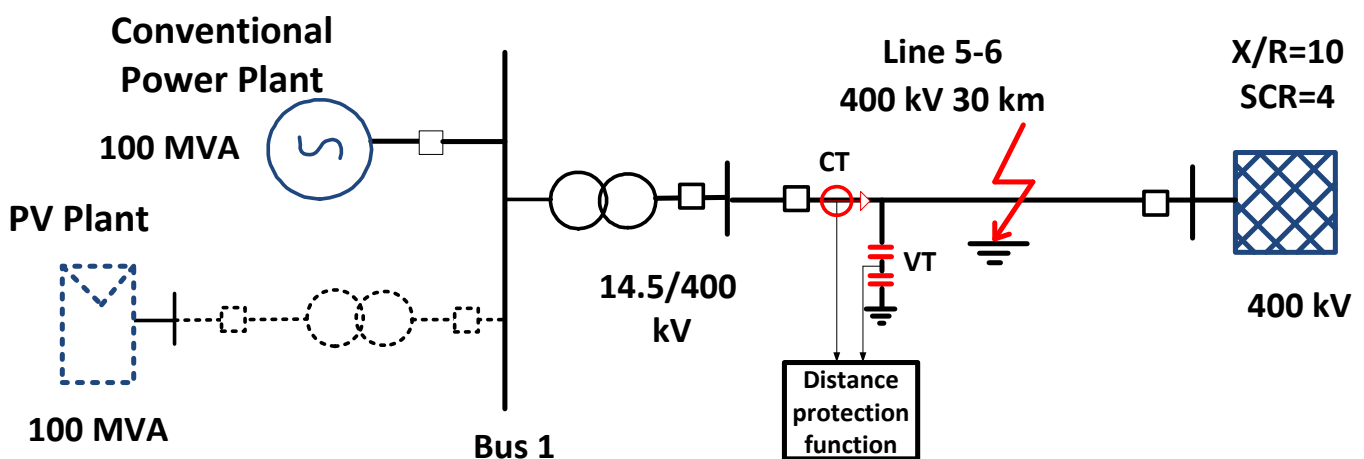 Conventional
Power Plant
100 MVA
PV Plant
100 MVA
Bus 1
14.5/400
kV
CT
VT
Distance
protection
function
Line 5-6
400 kV 30 km
X/R=10
SCR=4
400 kV